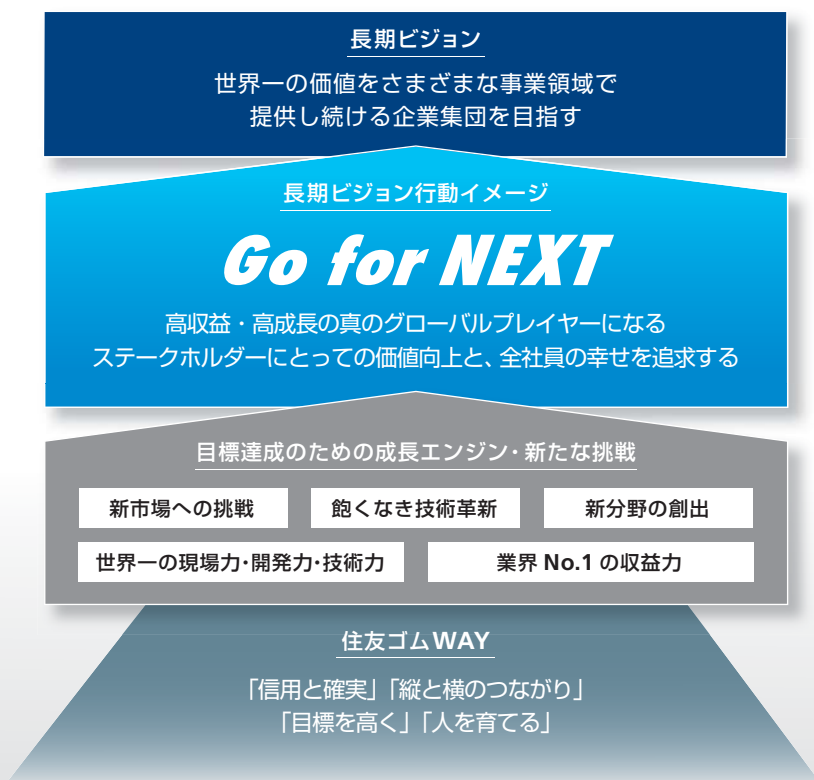 長期ビジョン
世界一の価値をさまざまな事業領域で
提供し続ける企業集団を目指す
長期ビジョン行動イメージ
Go for NEXT
高収益・高成長の真のグローバルプレイヤーになる
ステークホルダーにとっての価値向上と、全社員の幸せを追求する
目標達成のための成長エンジン・新たな挑戦
新市場への挑戦 飽くなき技術革新 新分野の創出
世界一の現場力・開発力・技術力 業界 No.1 の収益力
住友ゴムWAY
「信用と確実」「縦と横のつながり」
「目標を高く」「人を育てる」